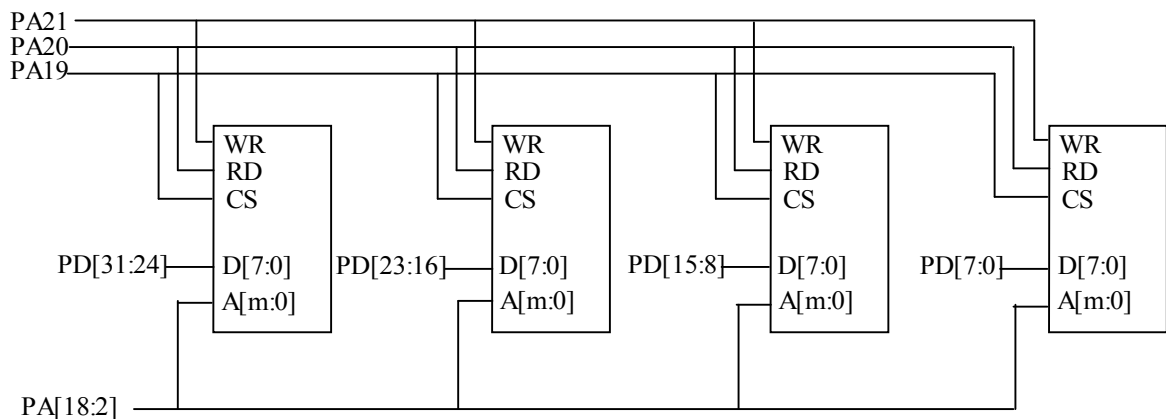 PA21
PA20
PA19
WR WR WR WR
RD RD RD RD
CS CS CS CS
PD[31:24] D[7:0] PD[23:16] D[7:0] PD[15:8] D[7:0] PD[7:0] D[7:0]
A[m:0] A[m:0] A[m:0] A[m:0]
PA[18:2]